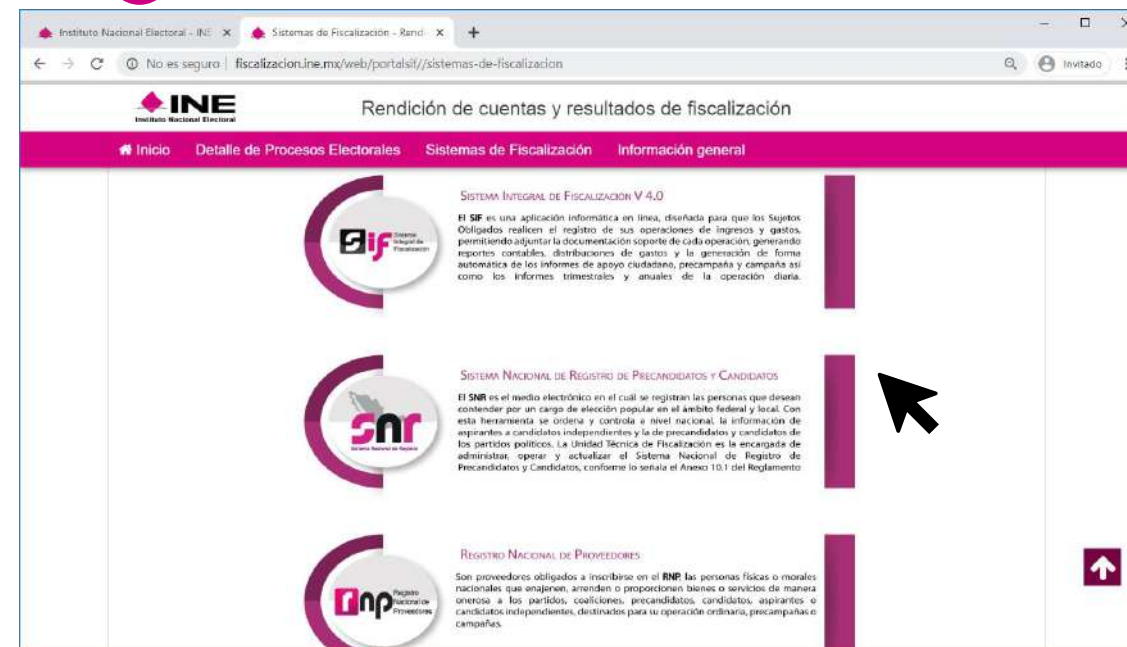 Instituto Nacional Electoral - INE
Sistemas de Fiscalización - Rend
No es seguro | fiscalizacion.ine.mx/web/portalsif//sistemas-de-fiscalizacion
Invitado
INE
Instituto Nacional Electoral
Rendición de cuentas y resultados de fiscalización
Inicio Detalle de Procesos Electorales Sistemas de Fiscalización Información general
Sif Sistema Integral de Fiscalización
SISTEMA INTEGRAL DE FISCALIZACIÓN V 4.0
El SIF es una aplicación informática en línea, diseñada para que los Sujetos
Obligados realicen el registro de sus operaciones de ingresos y gastos,
permitiendo adjuntar la documentación soporte de cada operación, generando
reportes contables, distribuciones de gastos y la generación de forma
automática de los informes de apoyo ciudadano, precampaña y campaña así
como los informes trimestrales y anuales de la operación diaria.
snr
Sistema Nacional de Registro
SISTEMA NACIONAL DE REGISTRO DE PRECANDIDATOS Y CANDIDATOS
El SNR es el medio electrónico en el cuál se registran las personas que desean
contender por un cargo de elección popular en el ámbito federal y local. Con
esta herramienta se ordena y controla a nivel nacional, la información de
aspirantes a candidatos independientes y la de precandidatos y candidatos de
los partidos políticos. La Unidad Técnica de Fiscalización es la encargada de
administrar, operar y actualizar el Sistema Nacional de Registro de
Precandidatos y Candidatos, conforme lo señala el Anexo 10.1 del Reglamento
rnp Registro Nacional de Proveedores
REGISTRO NACIONAL DE PROVEEDORES
Son proveedores obligados a inscribirse en el RNP, las personas físicas o morales
nacionales que enajenen, arrenden o proporcionen bienes o servicios de manera
onerosa a los partidos, coaliciones, precandidatos, candidatos, aspirantes o
candidatos independientes, destinados para su operación ordinaria, precampañas o
campañas.